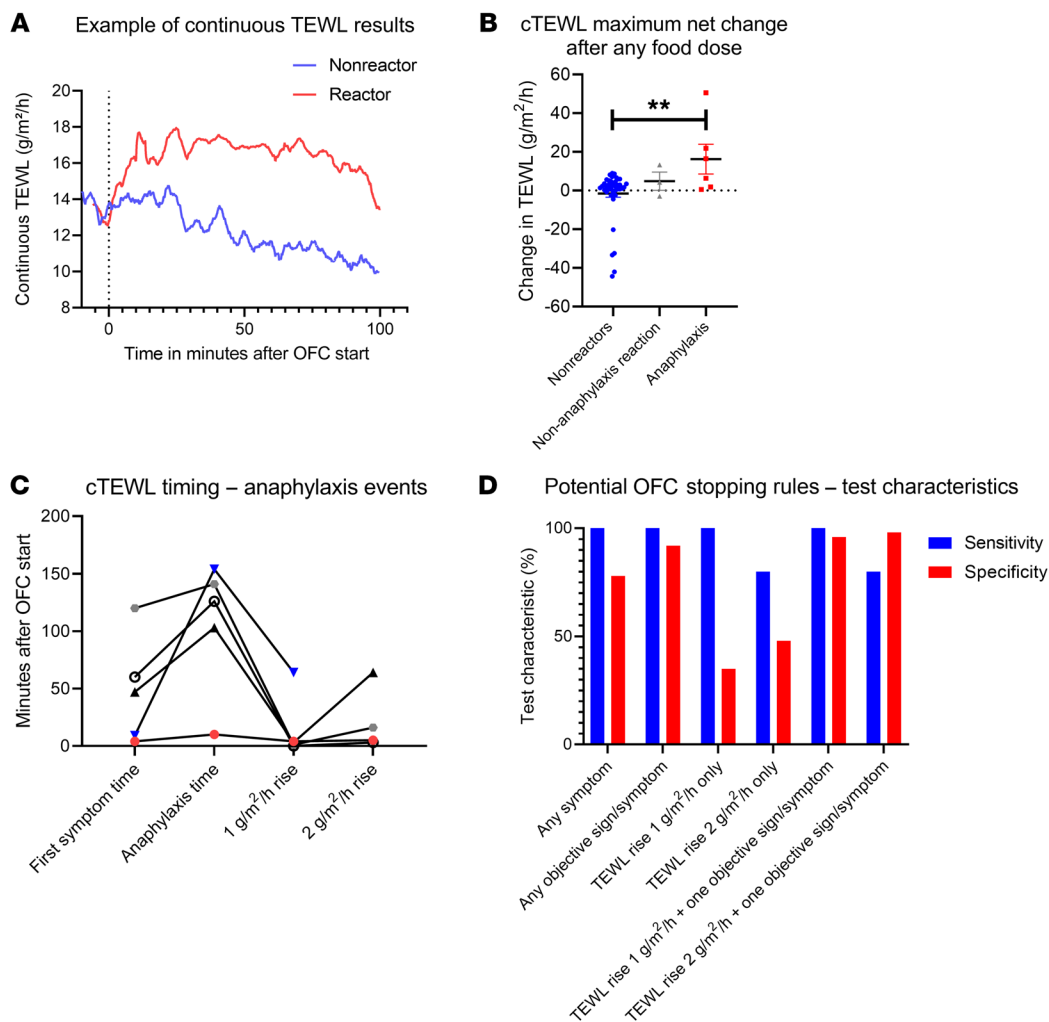 A
Example of continuous TEWL results
Nonreactor
Reactor
Continuous TEWL (g/m²/h)
20
18
16
14
12
10
8
0
50
100
Time in minutes after OFC start
B
cTEWL maximum net change
after any food dose
**
Change in TEWL (g/m²/h)
60
40
20
0
-20
-40
-60
Nonreactors
Non-anaphylaxis reaction
Anaphylaxis
C
cTEWL timing – anaphylaxis events
Minutes after OFC start
200
150
100
50
0
First symptom time
Anaphylaxis time
1 g/m²/h rise
2 g/m²/h rise
D
Potential OFC stopping rules – test characteristics
Sensitivity
Specificity
Test characteristic (%)
100
50
0
Any symptom
Any objective sign/symptom
TEWL rise 1 g/m²/h only
TEWL rise 2 g/m²/h only
TEWL rise 1 g/m²/h + one objective sign/symptom
TEWL rise 2 g/m²/h + one objective sign/symptom